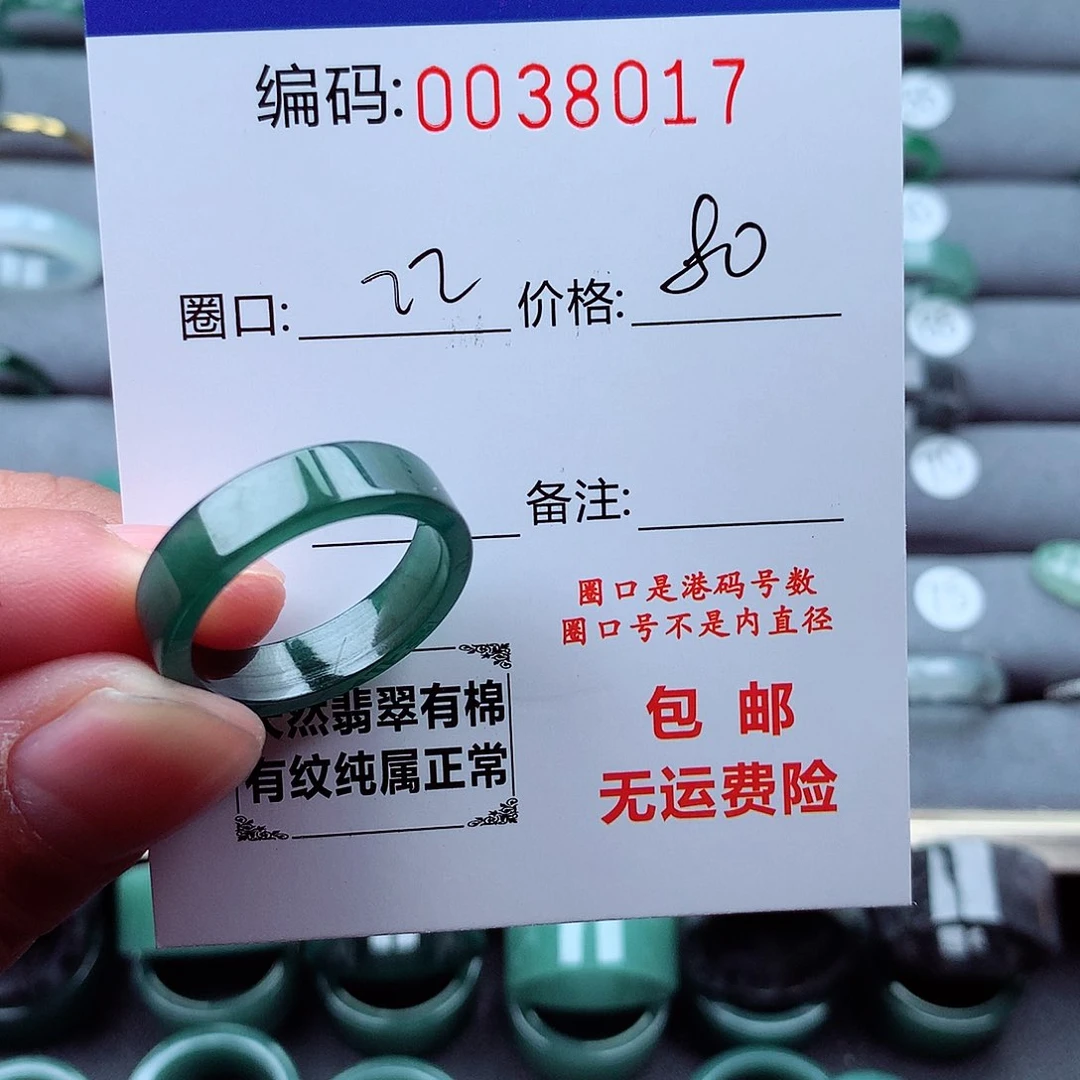 编码:0038017
圈口: 22 价格: 80
备注:
圈口是港码号数
圈口号不是内直径
天然翡翠有棉
有纹纯属正常
包邮
无运费险